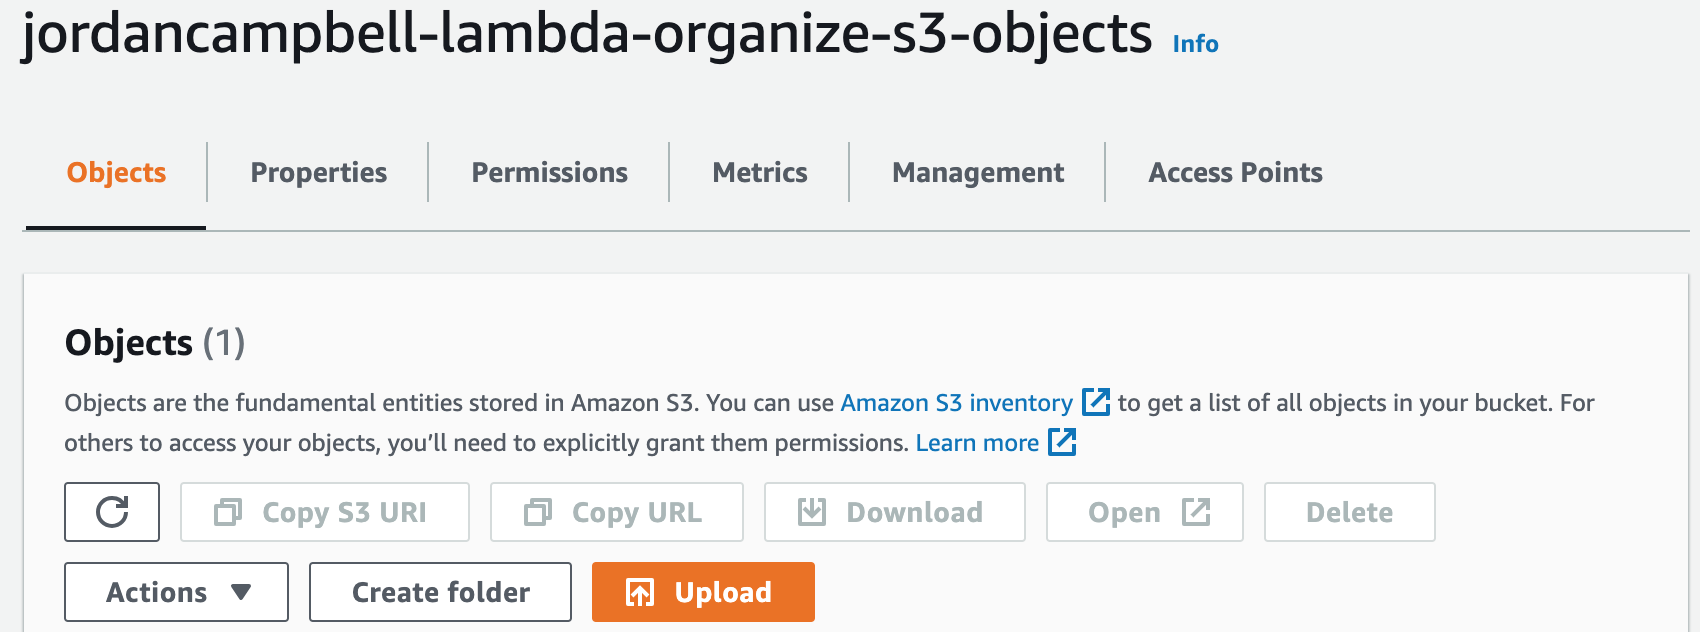 jordancampbell-lambda-organize-s3-objects Info
Objects Properties Permissions Metrics Management Access Points
Objects (1)
Objects are the fundamental entities stored in Amazon S3. You can use Amazon S3 inventory to get a list of all objects in your bucket. For
others to access your objects, you’ll need to explicitly grant them permissions. Learn more
Copy S3 URI Copy URL Download Open Delete
Actions Create folder Upload